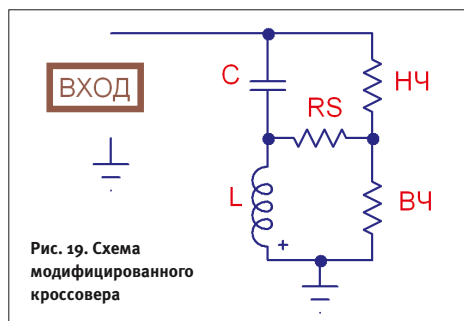 C
НЧ
ВХОД
RS
L
ВЧ
+
Рис. 19. Схема
модифицированного
кроссовера